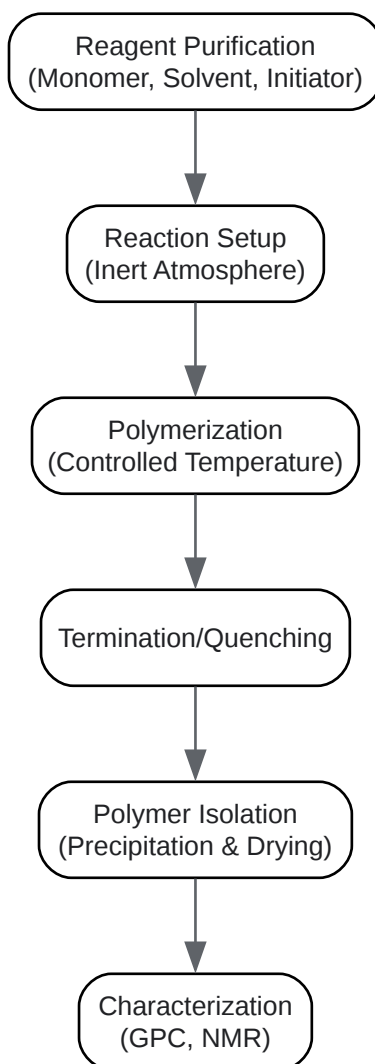 Reagent Purification
(Monomer, Solvent, Initiator)
Reaction Setup
(Inert Atmosphere)
Polymerization
(Controlled Temperature)
Termination/Quenching
Polymer Isolation
(Precipitation & Drying)
Characterization
(GPC, NMR)